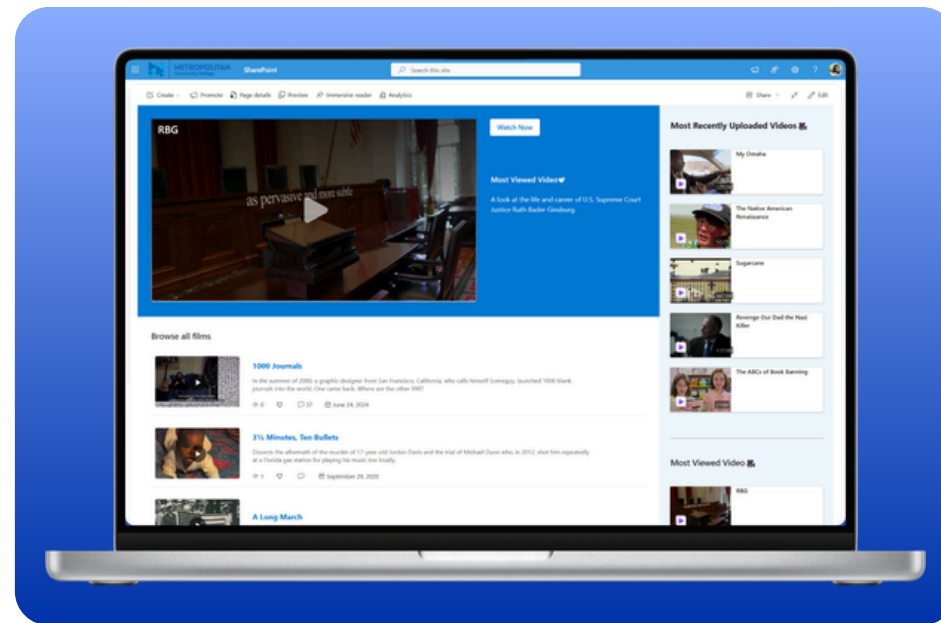 METROPOLITAN
Community College
SharePoint
Search this site
Create
Promote
Page details
Preview
Immersive reader
Analytics
Share
Edit
RBG
as pervasive and more subtle
Watch Now
Most Viewed Video
A look at the life and career of U.S. Supreme Court
Justice Ruth Bader Ginsburg.
Browse all films
1000 Journals
In the summer of 2000, a graphic designer from San Francisco, California, who calls himself Someguy, launched 1000 blank
journals into the world. One came back. Where are the other 999?
0
37
June 24, 2024
3½ Minutes, Ten Bullets
Dissects the aftermath of the murder of 17-year-old Jordan Davis and the trial of Michael Dunn who, in 2012, shot him repeatedly
at a Florida gas station for playing his music too loudly.
1
September 29, 2020
A Long March
Most Recently Uploaded Videos
My Omaha
The Native American
Renaissance
Sugarcane
Revenge Our Dad the Nazi
Killer
The ABCs of Book Banning
Most Viewed Video
RBG